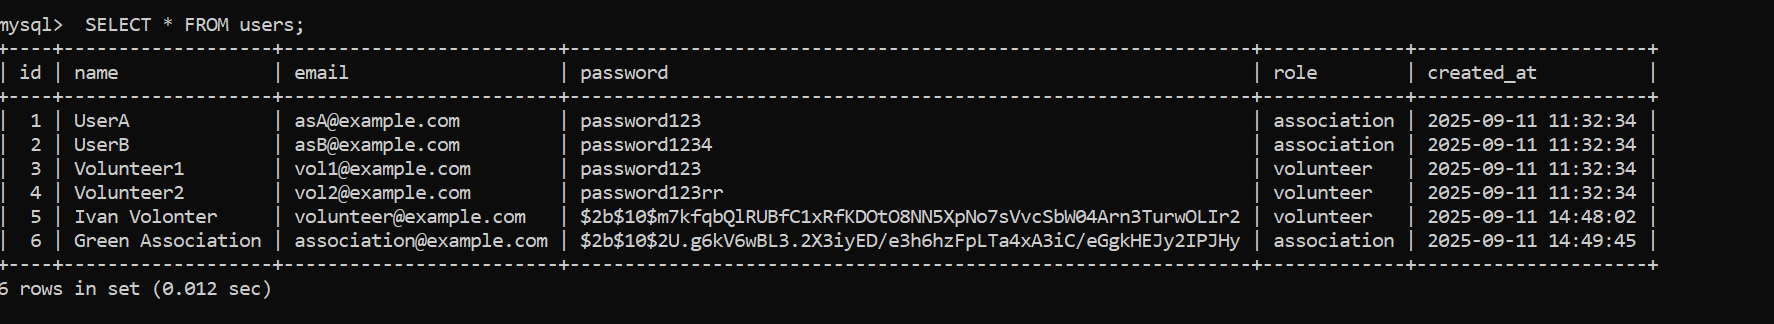 mysql>  SELECT * FROM users;
+----+-------------------+-------------------------+--------------------------------------------------------------+-------------+---------------------+
| id | name              | email                   | password                                                     | role        | created_at          |
+----+-------------------+-------------------------+--------------------------------------------------------------+-------------+---------------------+
|  1 | UserA             | asA@example.com         | password123                                                  | association | 2025-09-11 11:32:34 |
|  2 | UserB             | asB@example.com         | password1234                                                 | association | 2025-09-11 11:32:34 |
|  3 | Volunteer1        | vol1@example.com        | password123                                                  | volunteer   | 2025-09-11 11:32:34 |
|  4 | Volunteer2        | vol2@example.com        | password123rr                                                | volunteer   | 2025-09-11 11:32:34 |
|  5 | Ivan Volonter     | volunteer@example.com   | $2b$10$m7kfqbQlRUBfC1xRfKDOtO8NN5XpNo7sVvcSbW04Arn3TurwOLIr2 | volunteer   | 2025-09-11 14:48:02 |
|  6 | Green Association | association@example.com | $2b$10$2U.g6kV6wBL3.2X3iyED/e3h6hzFpLTa4xA3iC/eGgkHEJy2IPJHy | association | 2025-09-11 14:49:45 |
+----+-------------------+-------------------------+--------------------------------------------------------------+-------------+---------------------+
6 rows in set (0.012 sec)